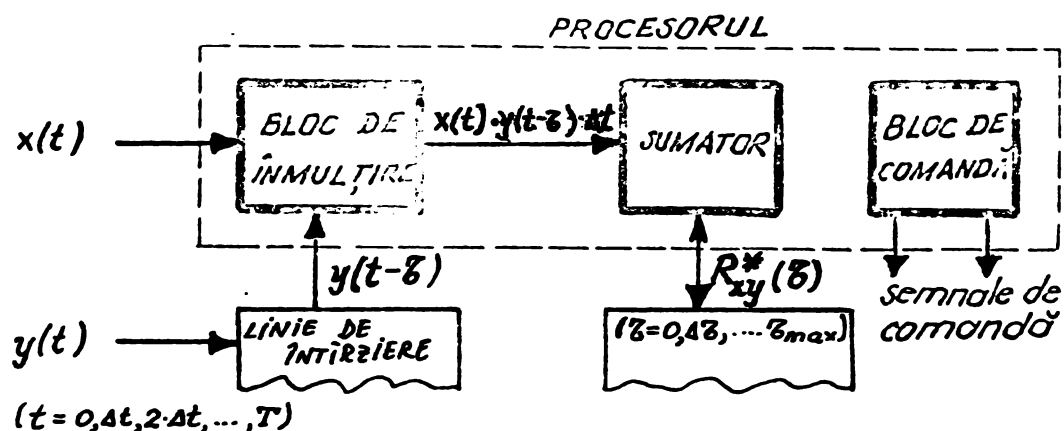 PROCESORUL
x(t)
BLOC DE
ÎNMULŢIRE
x(t)·y(t-τ)·Δt
SUMATOR
BLOC DE
COMANDĂ
y(t-τ)
R*xy(τ)
semnale de
comandă
y(t)
LINIE DE
ÎNTÎRZIERE
(τ=0,Δτ,....τmax)
(t=0,Δt,2·Δt,...,T)